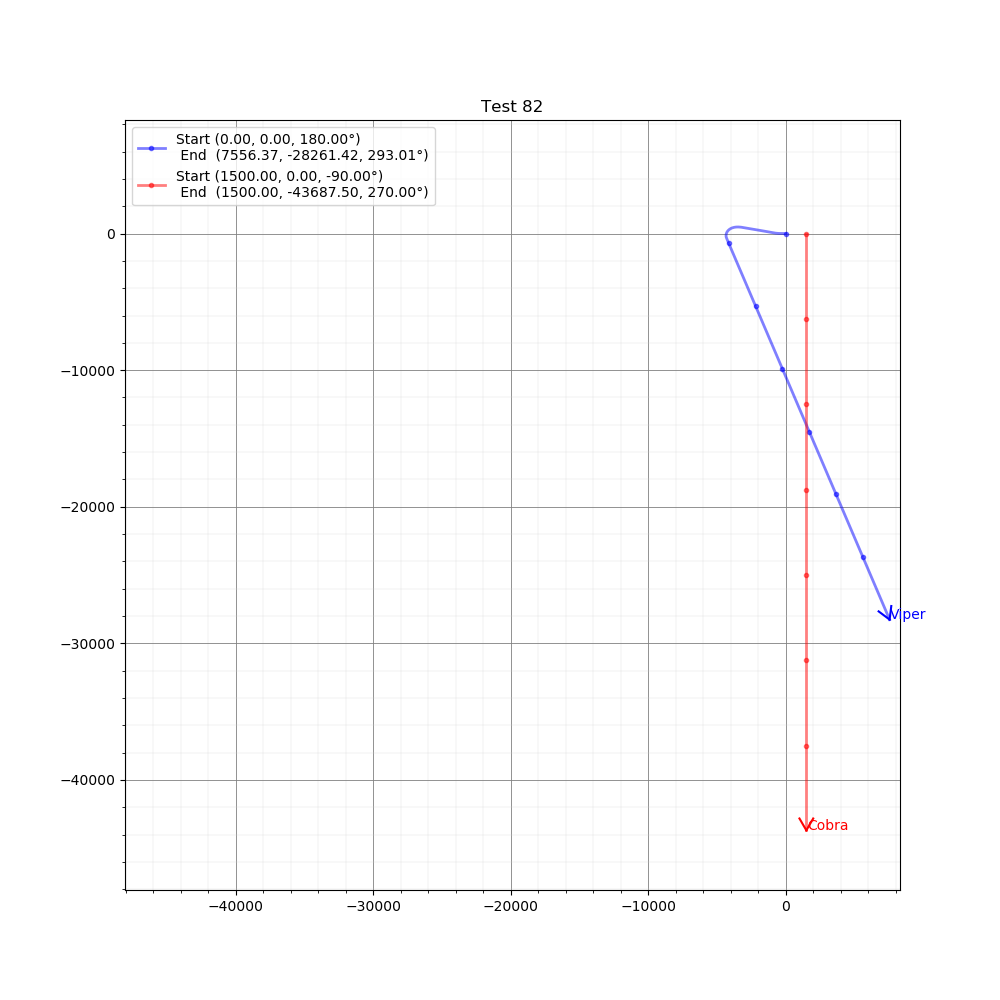 Test 82
Start (0.00, 0.00, 180.00°)
End  (7556.37, -28261.42, 293.01°)
Start (1500.00, 0.00, -90.00°)
End  (1500.00, -43687.50, 270.00°)
0
−10000
−20000
−30000
−40000
Viper
Cobra
−40000
−30000
−20000
−10000
0